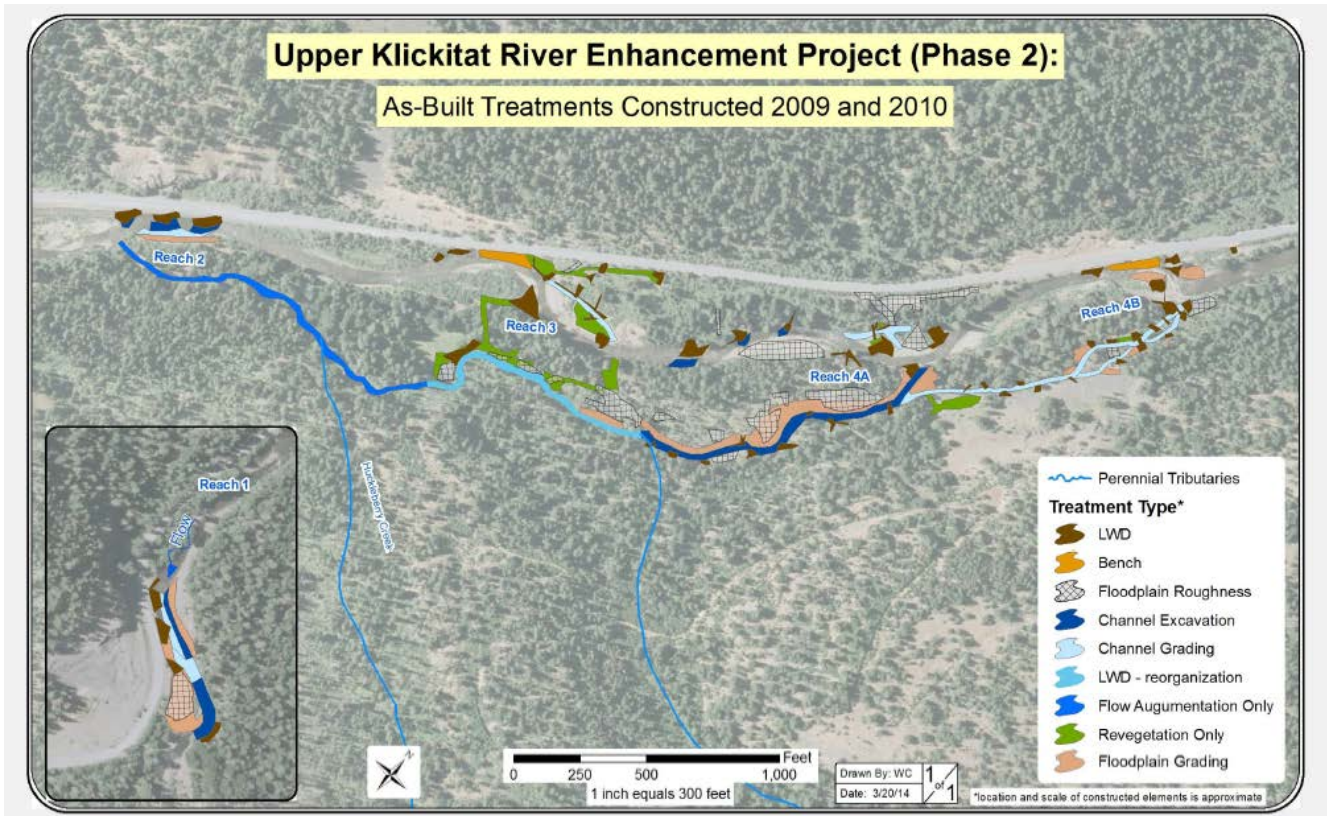 Upper Klickitat River Enhancement Project (Phase 2):
As-Built Treatments Constructed 2009 and 2010
Reach 2
Reach 3
Reach 4B
Reach 4A
Huckleberry Creek
Reach 1
Flow
Perennial Tributaries
Treatment Type*
LWD
Bench
Floodplain Roughness
Channel Excavation
Channel Grading
LWD - reorganization
Flow Augumentation Only
Revegetation Only
Floodplain Grading
N
Feet
0 250 500 1,000
1 inch equals 300 feet
Drawn By: WC
Date: 3/20/14
1 of 1
*location and scale of constructed elements is approximate